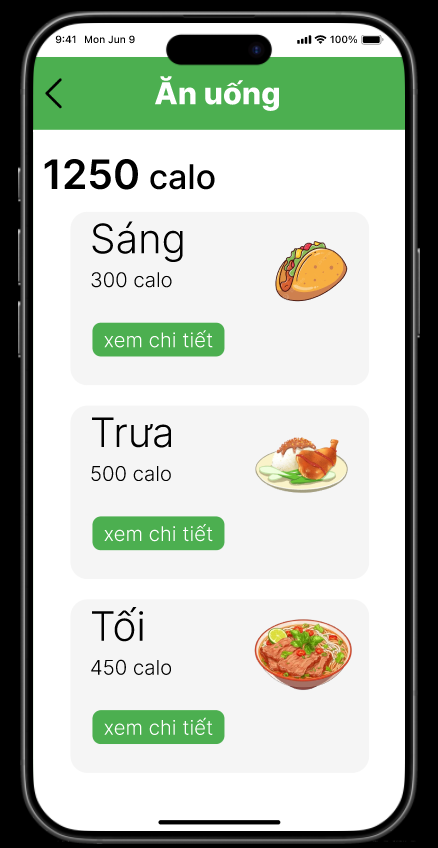 9:41 Mon Jun 9 100%
Ăn uống
1250 calo
Sáng
300 calo
xem chi tiết
Trưa
500 calo
xem chi tiết
Tối
450 calo
xem chi tiết